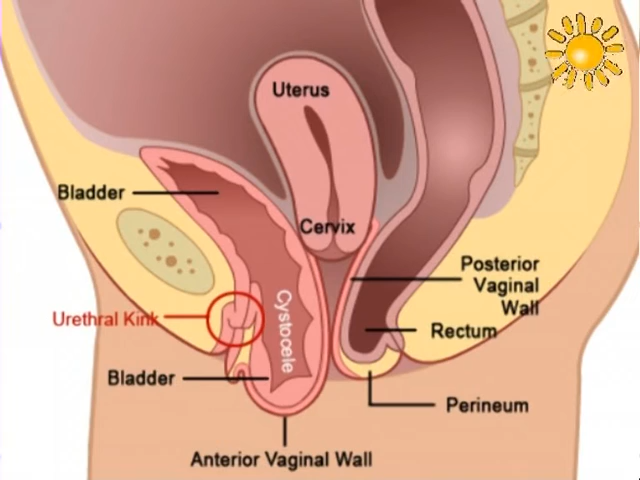 Uterus
Bladder
Cervix
Posterior
Vaginal
Wall
Cystocele
Urethral Kink
Rectum
Bladder
Perineum
Anterior Vaginal Wall